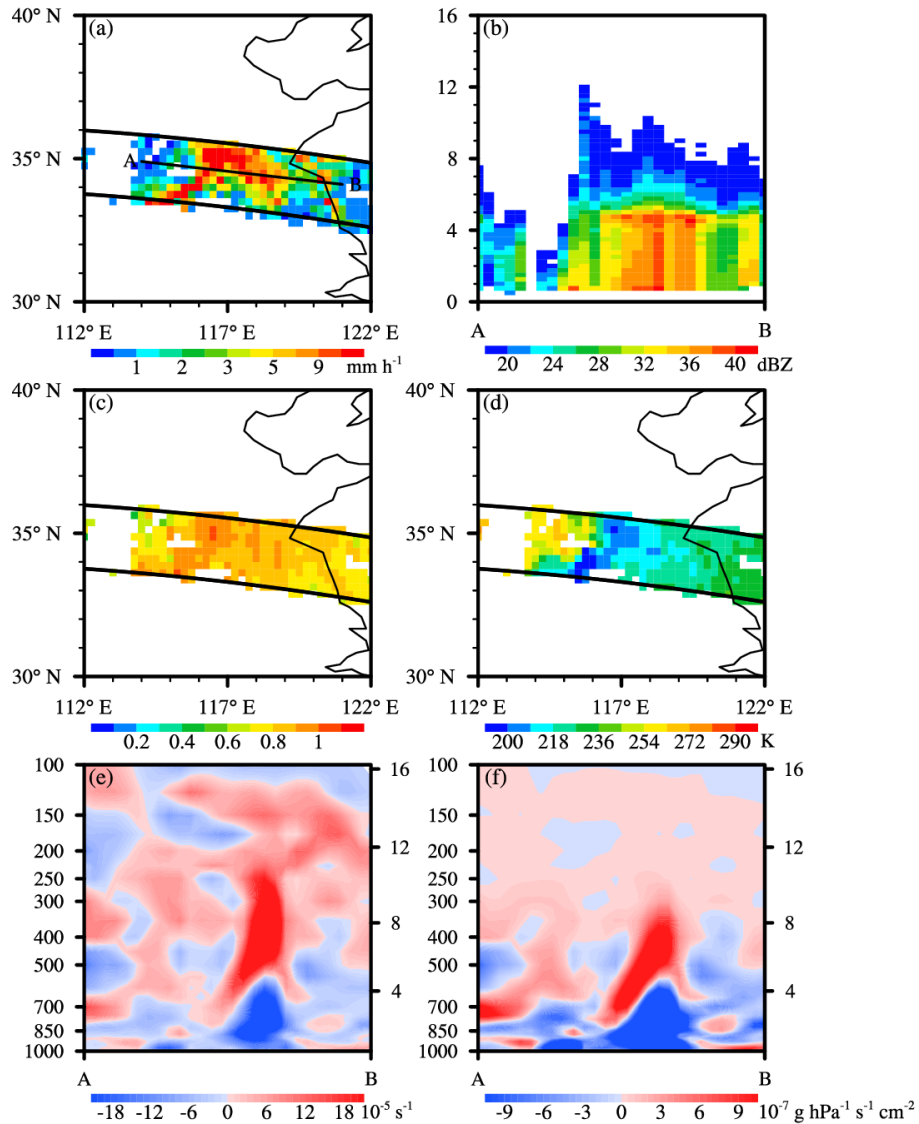 40° N (a) 16 (b)
12
35° N A 8
B
4
30° N 0
112° E 117° E 122° E A B
1 2 3 5 9 mm h⁻¹ 20 24 28 32 36 40 dBZ
40° N (c) 40° N (d)
35° N 35° N
30° N 30° N
112° E 117° E 122° E 112° E 117° E 122° E
0.2 0.4 0.6 0.8 1 200 218 236 254 272 290 K
100 (e) 16 100 (f) 16
150 150
200 12 200 12
250 250
300 300
400 8 400 8
500 500
700 4 700 4
850 850
1000 1000
A B A B
-18 -12 -6 0 6 12 18 10⁻⁵ s⁻¹ -9 -6 -3 0 3 6 9 10⁻⁷ g hPa⁻¹ s⁻¹ cm⁻²